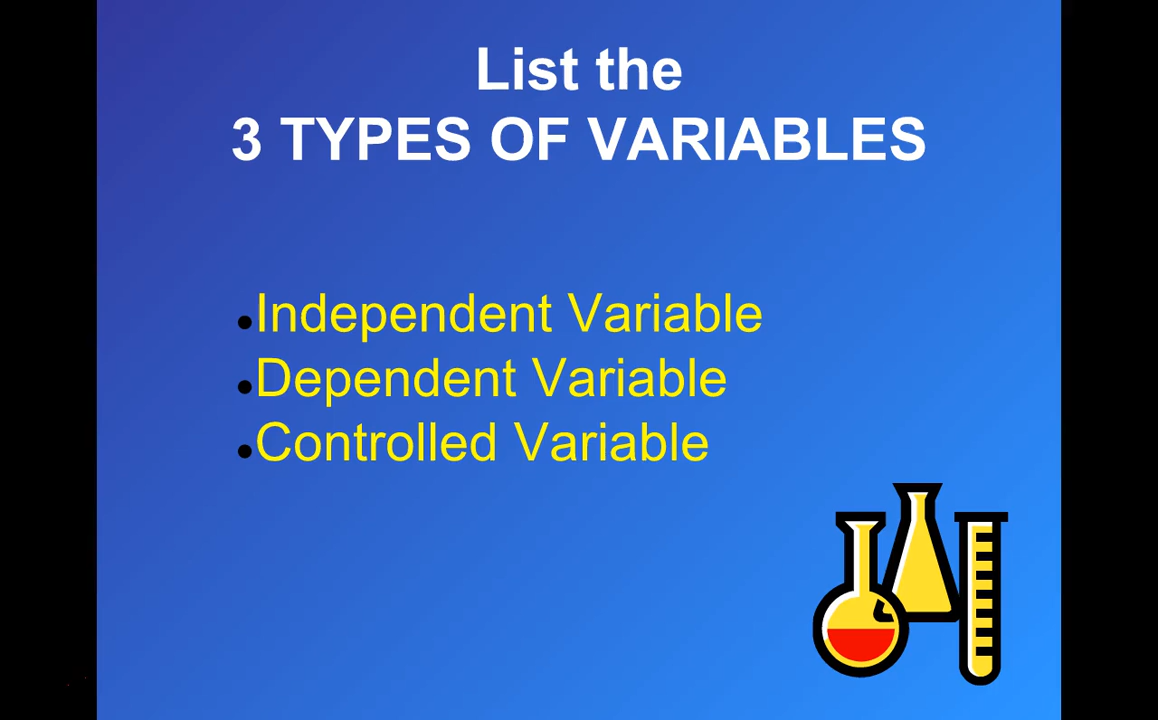 List the
3 TYPES OF VARIABLES
•Independent Variable
•Dependent Variable
•Controlled Variable